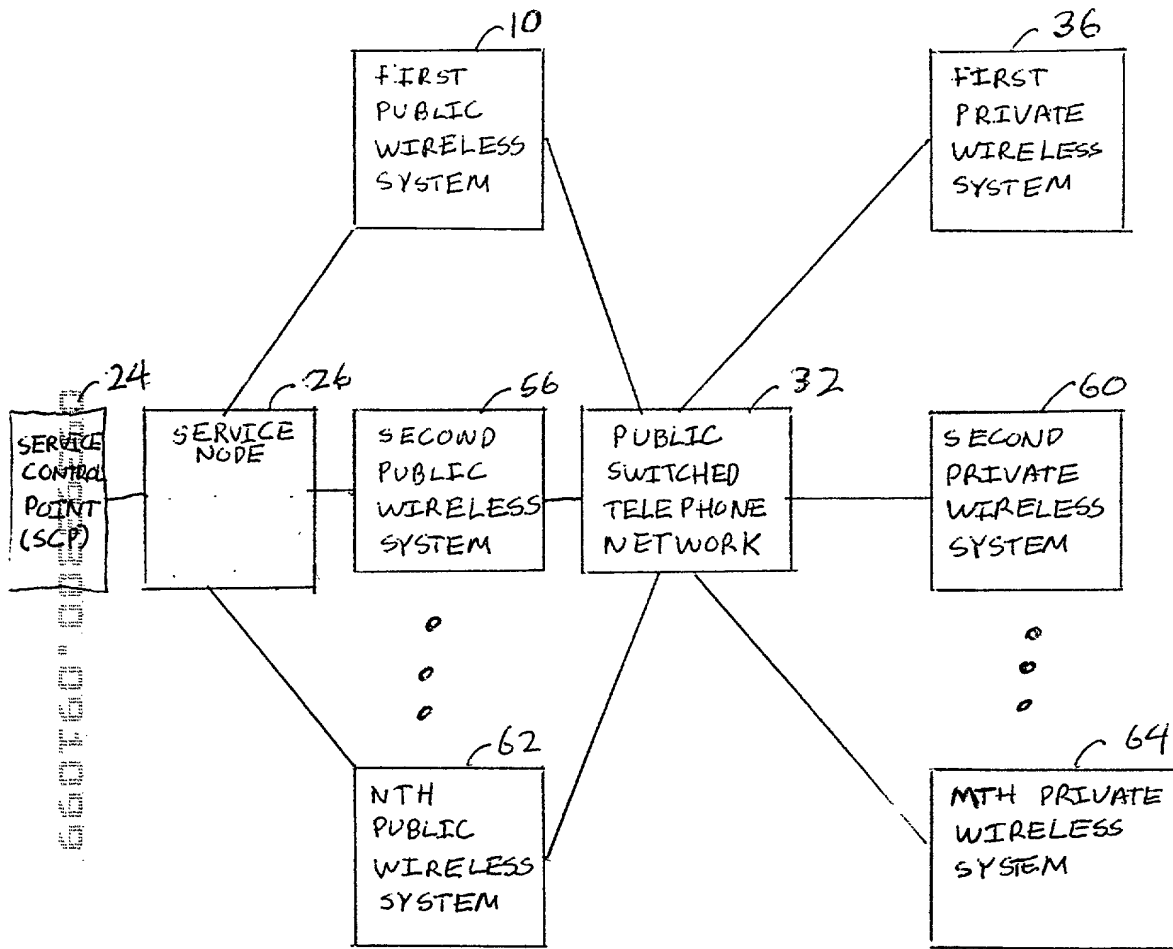 10
FIRST
PUBLIC
WIRELESS
SYSTEM
36
FIRST
PRIVATE
WIRELESS
SYSTEM
24
SERVICE
CONTROL
POINT
(SCP)
26
SERVICE
NODE
56
SECOND
PUBLIC
WIRELESS
SYSTEM
32
PUBLIC
SWITCHED
TELEPHONE
NETWORK
60
SECOND
PRIVATE
WIRELESS
SYSTEM
62
NTH
PUBLIC
WIRELESS
SYSTEM
64
MTH PRIVATE
WIRELESS
SYSTEM